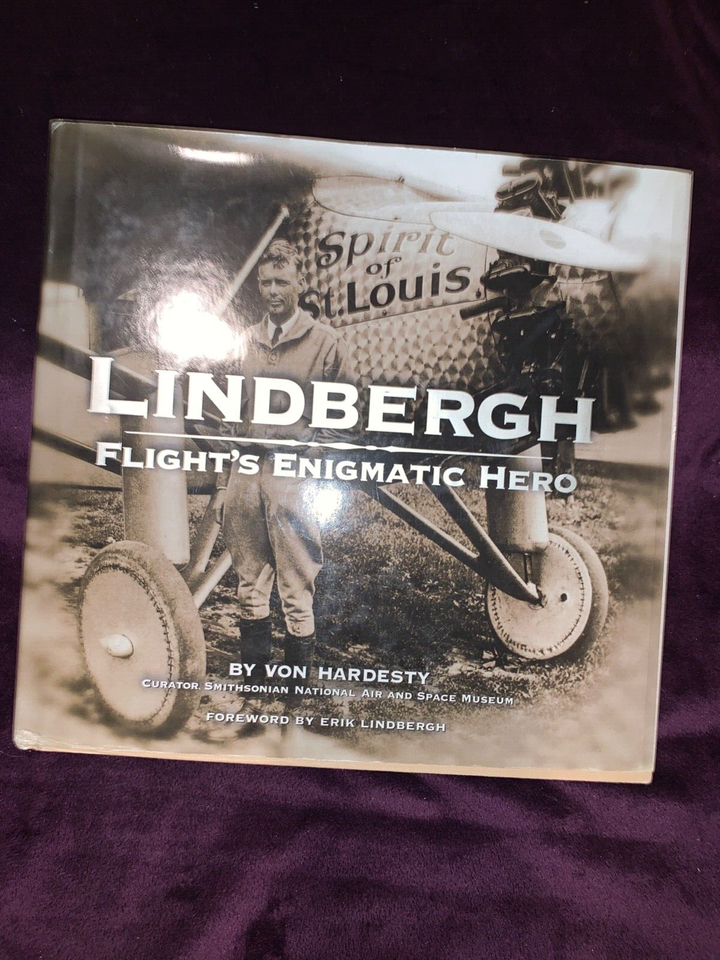 Spirit
of
St. Louis
LINDBERGH
FLIGHT'S ENIGMATIC HERO
BY VON HARDESTY
CURATOR, SMITHSONIAN NATIONAL AIR AND SPACE MUSEUM
FOREWORD BY ERIK LINDBERGH